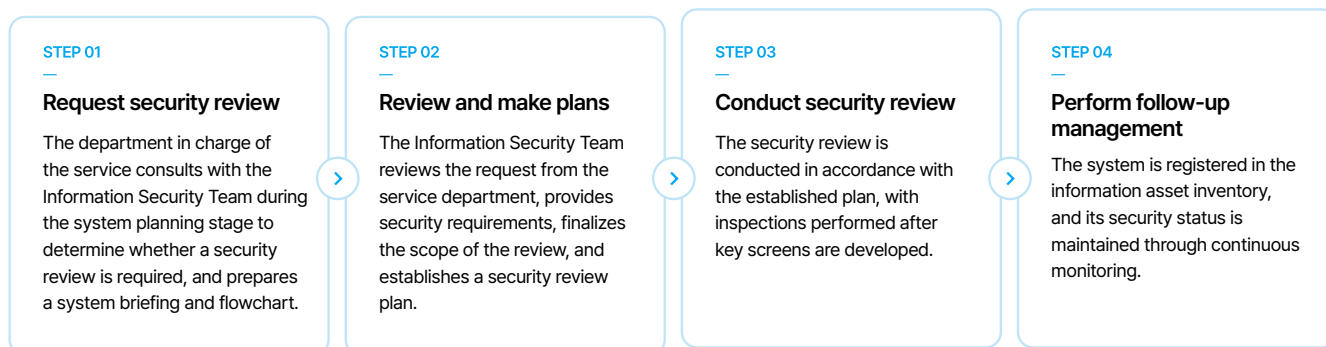 STEP 01
Request security review
The department in charge of
the service consults with the
Information Security Team during
the system planning stage to
determine whether a security
review is required, and prepares
a system briefing and flowchart.
STEP 02
Review and make plans
The Information Security Team
reviews the request from the
service department, provides
security requirements, finalizes
the scope of the review, and
establishes a security review
plan.
STEP 03
Conduct security review
The security review is
conducted in accordance with
the established plan, with
inspections performed after
key screens are developed.
STEP 04
Perform follow-up
management
The system is registered in the
information asset inventory,
and its security status is
maintained through continuous
monitoring.